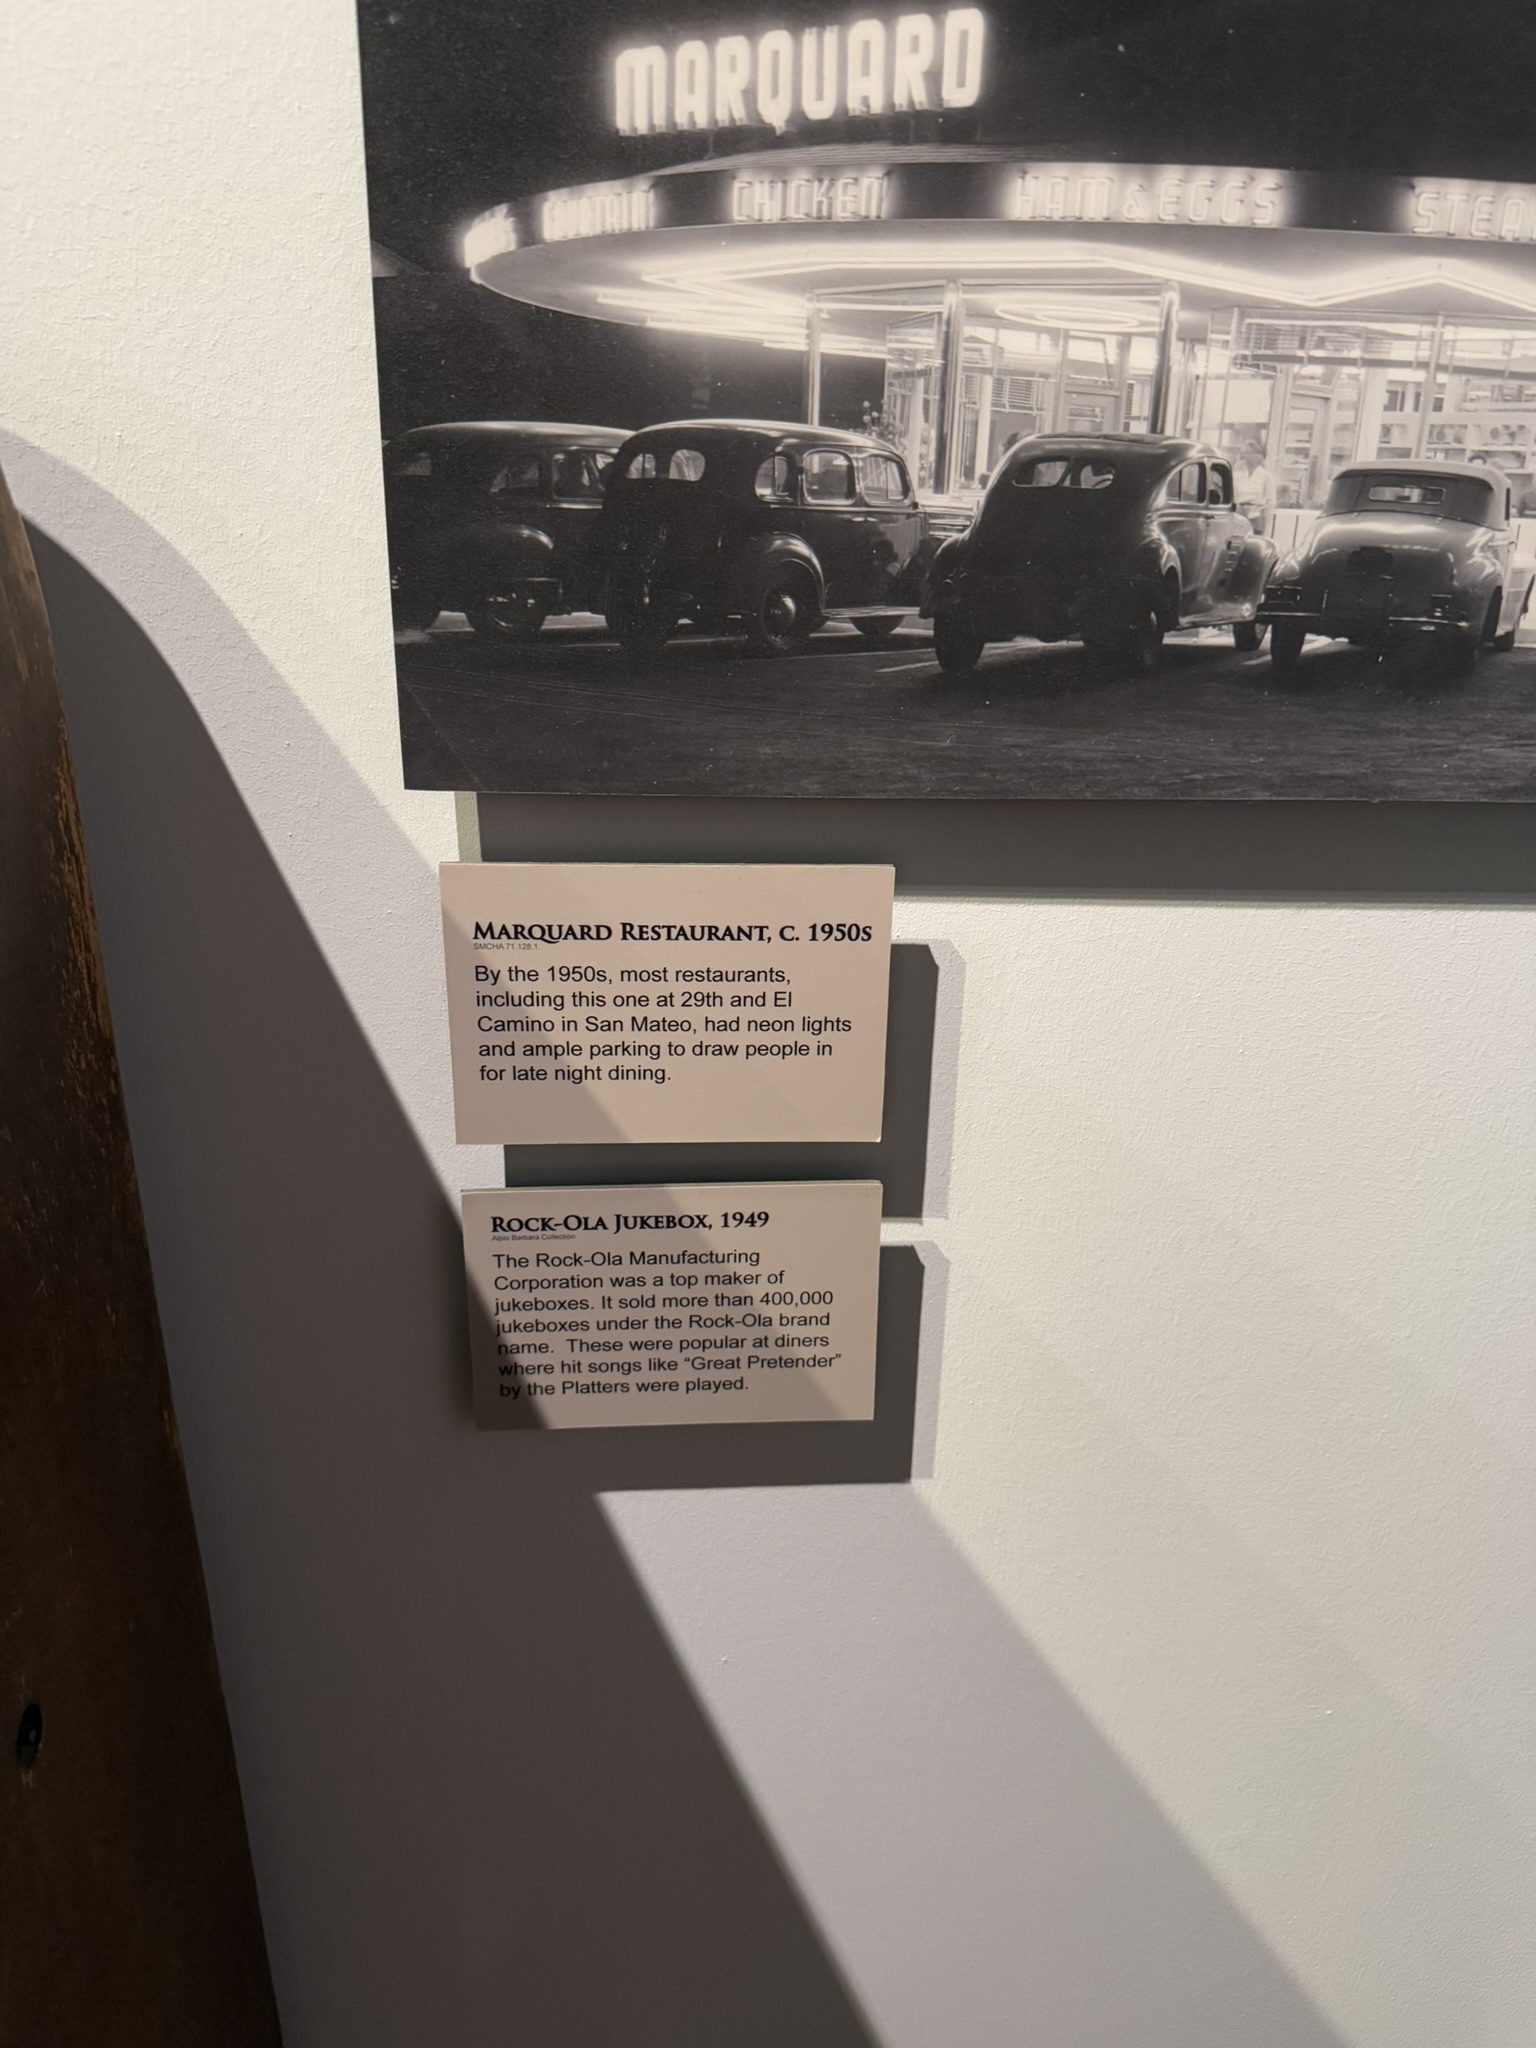 MARQUARD
FOUNTAIN CHICKEN HAM & EGGS STEA
MARQUARD RESTAURANT, C. 1950S
SMCHA 71.128.1.
By the 1950s, most restaurants,
including this one at 29th and El
Camino in San Mateo, had neon lights
and ample parking to draw people in
for late night dining.
ROCK-OLA JUKEBOX, 1949
Alpio Barbara Collection
The Rock-Ola Manufacturing
Corporation was a top maker of
jukeboxes. It sold more than 400,000
jukeboxes under the Rock-Ola brand
name. These were popular at diners
where hit songs like “Great Pretender”
by the Platters were played.